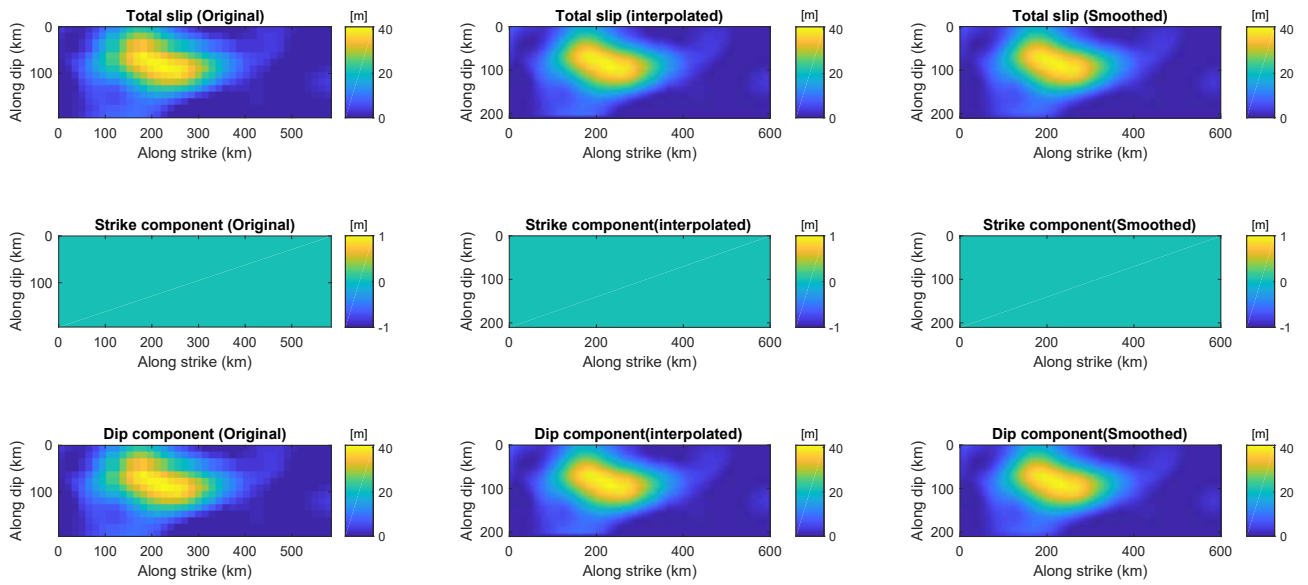 Total slip (Original)
[m]
Along dip (km)
0
100
0 100 200 300 400 500
Along strike (km)
40
20
0
Total slip (interpolated)
[m]
Along dip (km)
0
100
200
0 200 400 600
Along strike (km)
40
20
0
Total slip (Smoothed)
[m]
Along dip (km)
0
100
200
0 200 400 600
Along strike (km)
40
20
0
Strike component (Original)
[m]
Along dip (km)
0
100
0 100 200 300 400 500
Along strike (km)
1
0
-1
Strike component(interpolated)
[m]
Along dip (km)
0
100
200
0 200 400 600
Along strike (km)
1
0
-1
Strike component(Smoothed)
[m]
Along dip (km)
0
100
200
0 200 400 600
Along strike (km)
1
0
-1
Dip component (Original)
[m]
Along dip (km)
0
100
0 100 200 300 400 500
Along strike (km)
40
20
0
Dip component(interpolated)
[m]
Along dip (km)
0
100
200
0 200 400 600
Along strike (km)
40
20
0
Dip component(Smoothed)
[m]
Along dip (km)
0
100
200
0 200 400 600
Along strike (km)
40
20
0